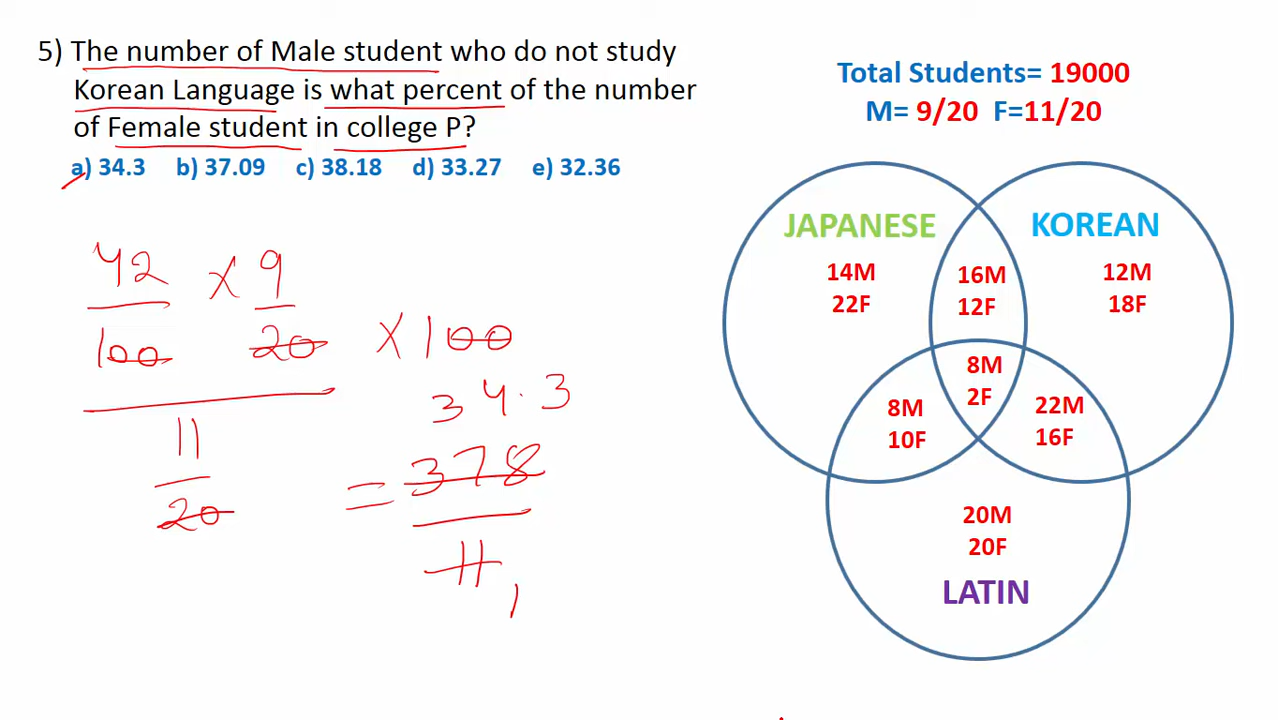 5) The number of Male student who do not study
Korean Language is what percent of the number
of Female student in college P?
a) 34.3 b) 37.09 c) 38.18 d) 33.27 e) 32.36
Total Students= 19000
M= 9/20 F=11/20
JAPANESE
KOREAN
14M
22F
16M
12F
12M
18F
8M
2F
8M
10F
22M
16F
20M
20F
LATIN
42
100
× 9
20
× 100
11
20
34.3
= 378
11